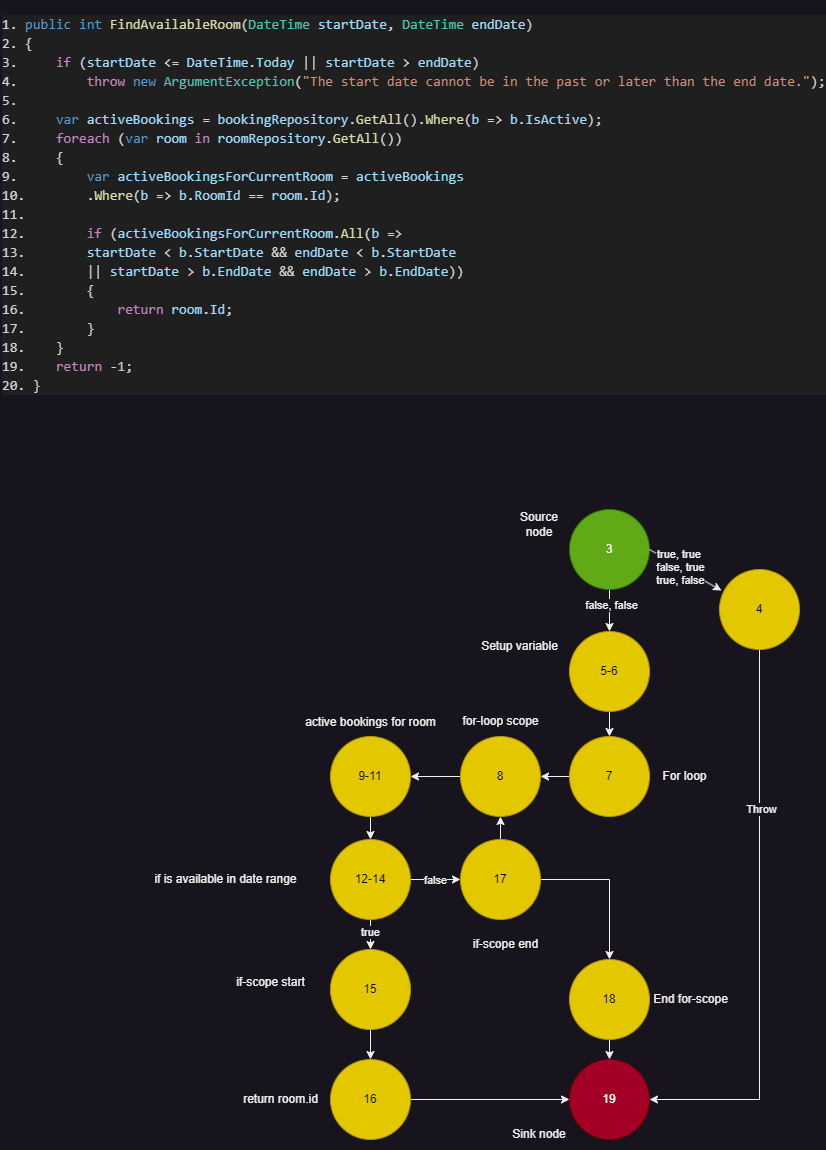 1. public int FindAvailableRoom(DateTime startDate, DateTime endDate)
2. {
3.     if (startDate <= DateTime.Today || startDate > endDate)
4.         throw new ArgumentException("The start date cannot be in the past or later than the end date.");
5.
6.     var activeBookings = bookingRepository.GetAll().Where(b => b.IsActive);
7.     foreach (var room in roomRepository.GetAll())
8.     {
9.         var activeBookingsForCurrentRoom = activeBookings
10.        .Where(b => b.RoomId == room.Id);
11.
12.        if (activeBookingsForCurrentRoom.All(b =>
13.        startDate < b.StartDate && endDate < b.StartDate
14.        || startDate > b.EndDate && endDate > b.EndDate))
15.        {
16.            return room.Id;
17.        }
18.    }
19.    return -1;
20. }
Source
node
3
true, true
false, true
true, false
4
false, false
Setup variable
5-6
active bookings for room
for-loop scope
9-11
8
7
For loop
Throw
if is available in date range
12-14
false
17
true
if-scope end
if-scope start
15
18
End for-scope
return room.id
16
19
Sink node